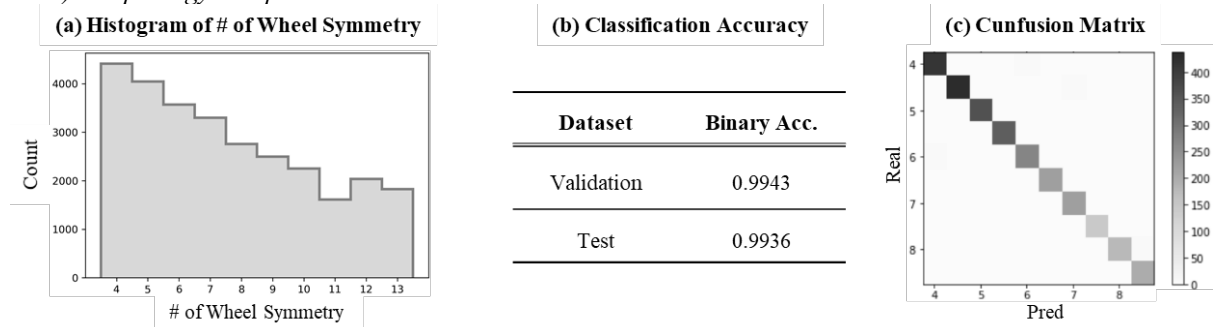 (a) Histogram of # of Wheel Symmetry
4000
3000
2000
1000
0
Count
4 5 6 7 8 9 10 11 12 13
# of Wheel Symmetry
(b) Classification Accuracy
Dataset Binary Acc.
Validation 0.9943
Test 0.9936
(c) Cunfusion Matrix
4
5
6
7
8
Real
4 5 6 7 8
Pred
400
350
300
250
200
150
100
50
0